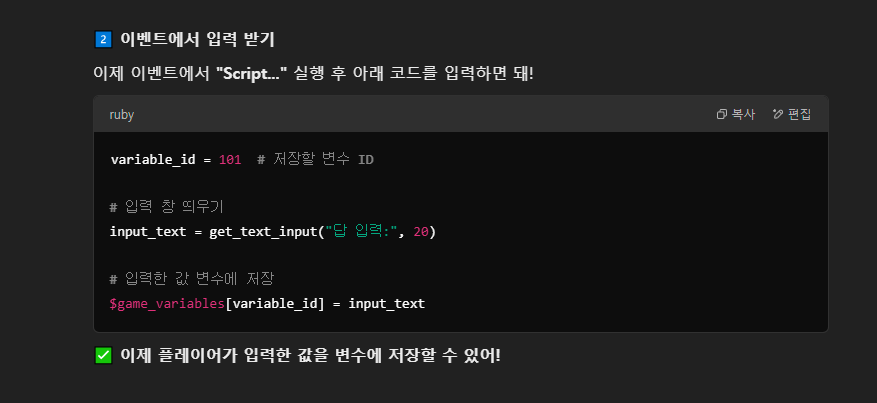 2 이벤트에서 입력 받기
이제 이벤트에서 "Script..." 실행 후 아래 코드를 입력하면 돼!
ruby 복사 편집
variable_id = 101  # 저장할 변수 ID
# 입력 창 띄우기
input_text = get_text_input("답 입력:", 20)
# 입력한 값 변수에 저장
$game_variables[variable_id] = input_text
✅ 이제 플레이어가 입력한 값을 변수에 저장할 수 있어!